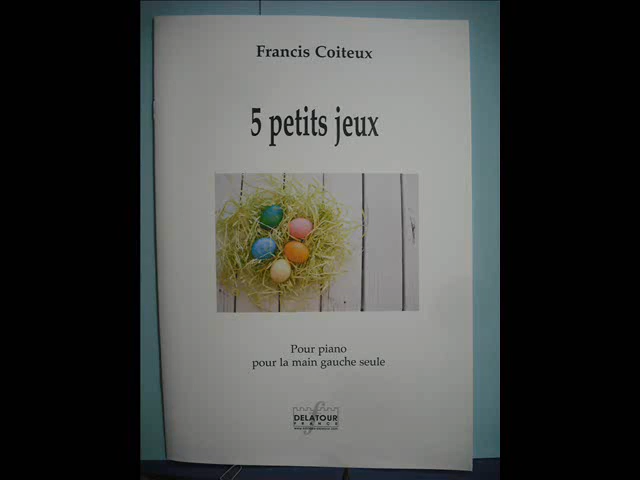 Francis Coiteux
5 petits jeux
Pour piano
pour la main gauche seule
DELATOUR
FRANCE